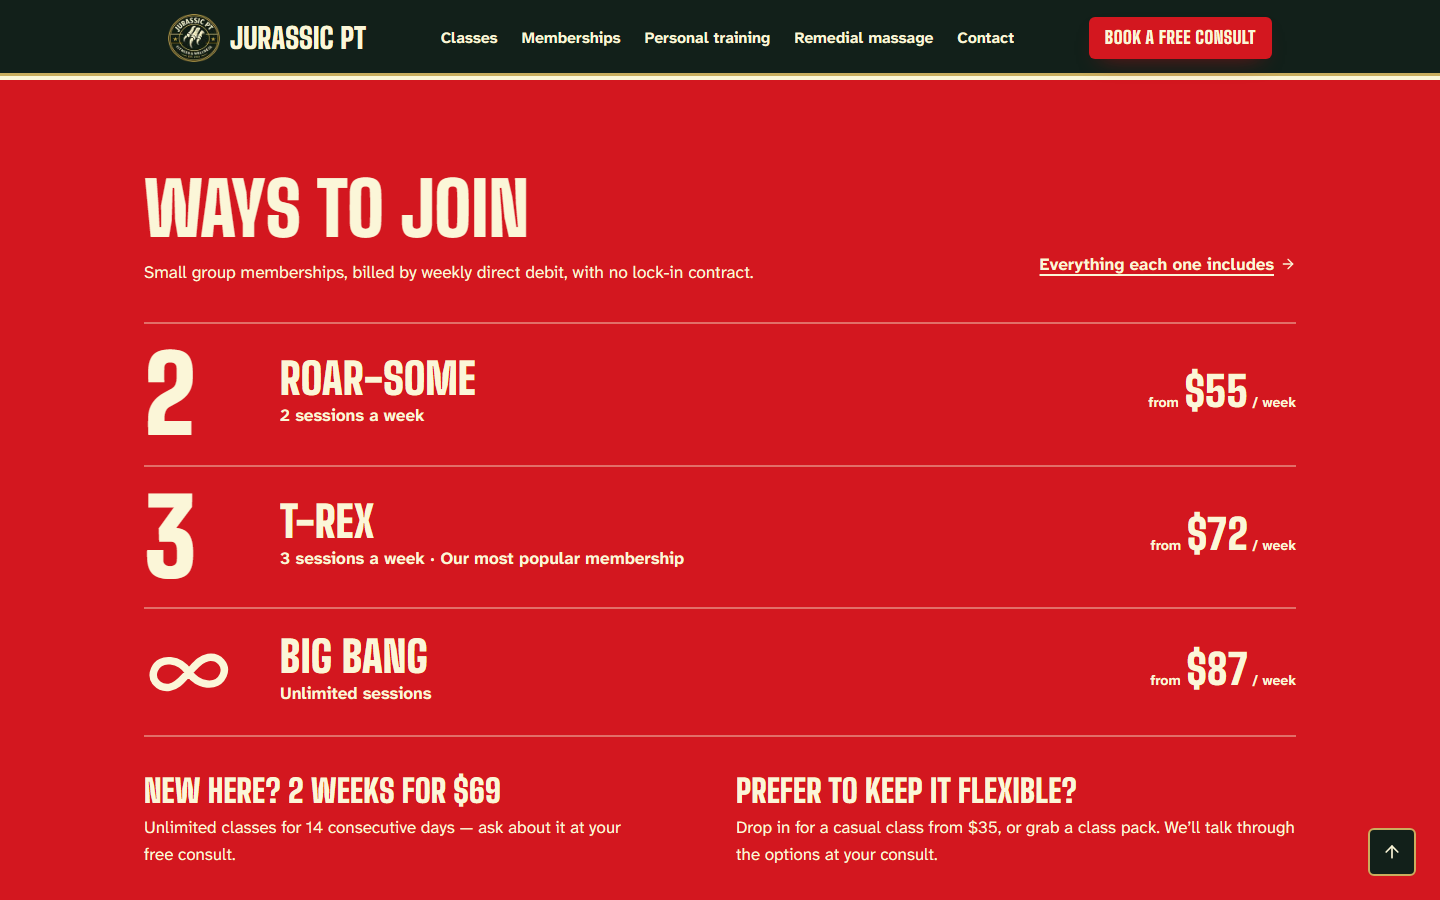 JURASSIC PT
JURASSIC PT
Classes Memberships Personal training Remedial massage Contact
BOOK A FREE CONSULT
WAYS TO JOIN
Small group memberships, billed by weekly direct debit, with no lock-in contract.
Everything each one includes →
2
ROAR-SOME
2 sessions a week
from $55 / week
3
T-REX
3 sessions a week · Our most popular membership
from $72 / week
∞
BIG BANG
Unlimited sessions
from $87 / week
NEW HERE? 2 WEEKS FOR $69
Unlimited classes for 14 consecutive days — ask about it at your
free consult.
PREFER TO KEEP IT FLEXIBLE?
Drop in for a casual class from $35, or grab a class pack. We’ll talk through
the options at your consult.